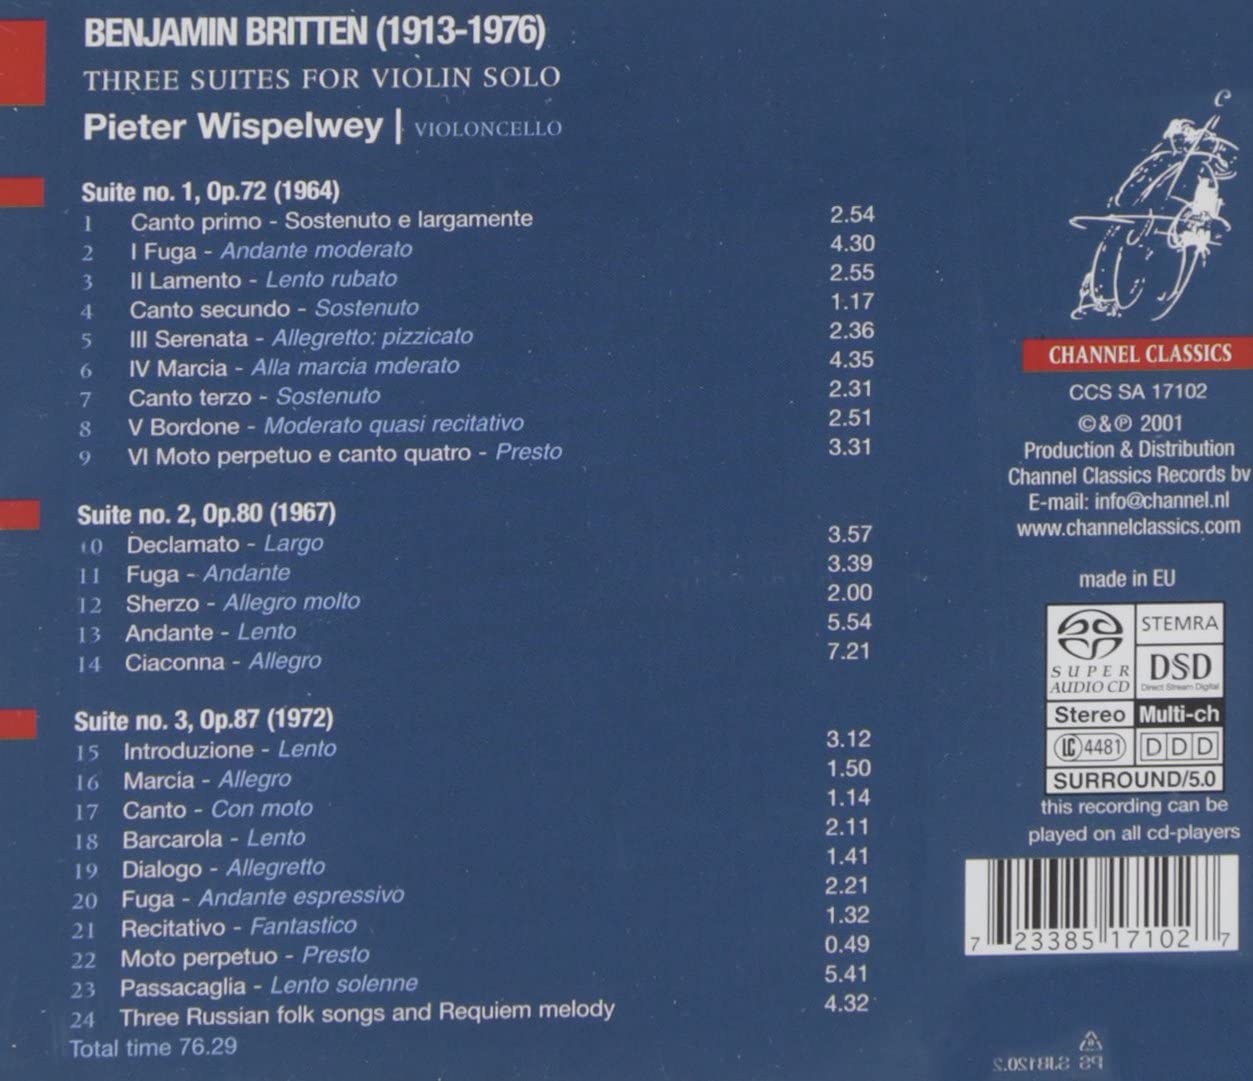 BENJAMIN BRITTEN (1913-1976)
THREE SUITES FOR VIOLIN SOLO
Pieter Wispelwey | VIOLONCELLO
Suite no. 1, Op.72 (1964)
1 Canto primo - Sostenuto e largamente 2.54
2 I Fuga - Andante moderato 4.30
3 II Lamento - Lento rubato 2.55
4 Canto secundo - Sostenuto 1.17
5 III Serenata - Allegretto: pizzicato 2.36
6 IV Marcia - Alla marcia mderato 4.35
7 Canto terzo - Sostenuto 2.31
8 V Bordone - Moderato quasi recitativo 2.51
9 VI Moto perpetuo e canto quatro - Presto 3.31
Suite no. 2, Op.80 (1967)
10 Declamato - Largo 3.57
11 Fuga - Andante 3.39
12 Sherzo - Allegro molto 2.00
13 Andante - Lento 5.54
14 Ciaconna - Allegro 7.21
Suite no. 3, Op.87 (1972)
15 Introduzione - Lento 3.12
16 Marcia - Allegro 1.50
17 Canto - Con moto 1.14
18 Barcarola - Lento 2.11
19 Dialogo - Allegretto 1.41
20 Fuga - Andante espressivo 2.21
21 Recitativo - Fantastico 1.32
22 Moto perpetuo - Presto 0.49
23 Passacaglia - Lento solenne 5.41
24 Three Russian folk songs and Requiem melody 4.32
Total time 76.29
C
CHANNEL CLASSICS
CCS SA 17102
©&℗ 2001
Production & Distribution
Channel Classics Records bv
E-mail: info@channel.nl
www.channelclassics.com
made in EU
SUPER AUDIO CD
STEMRA
DSD
Direct Stream Digital
Stereo Multi-ch
LC 4481 D D D
SURROUND/5.0
this recording can be
played on all cd-players
7 23385 17102 7
PS